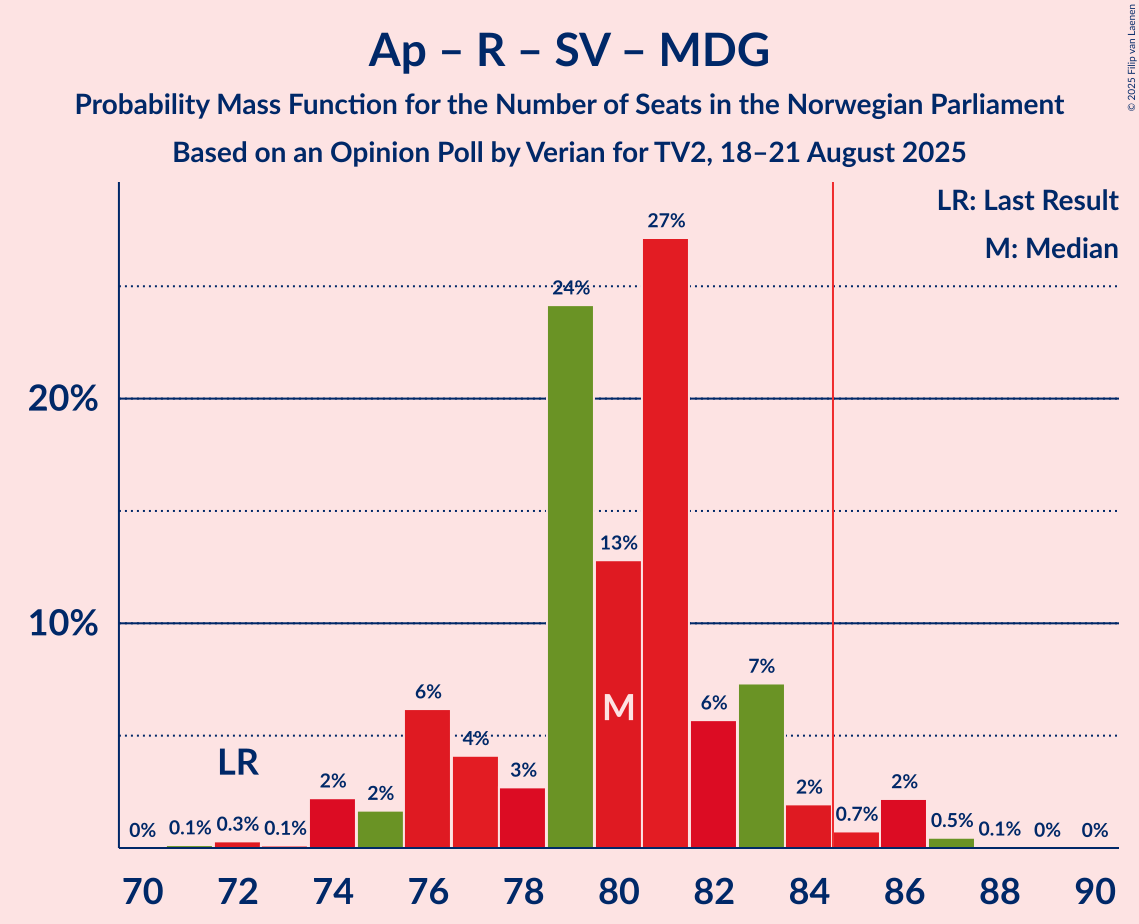 Ap – R – SV – MDG
Probability Mass Function for the Number of Seats in the Norwegian Parliament
Based on an Opinion Poll by Verian for TV2, 18–21 August 2025
© 2025 Filip van Laenen
LR: Last Result
M: Median
27%
24%
20%
13%
10%
7%
6%
M
6%
4%
LR
3%
2%
2%
2%
2%
0%
0.1%
0.3%
0.1%
0.7%
0.5%
0.1%
0%
0%
70 72 74 76 78 80 82 84 86 88 90